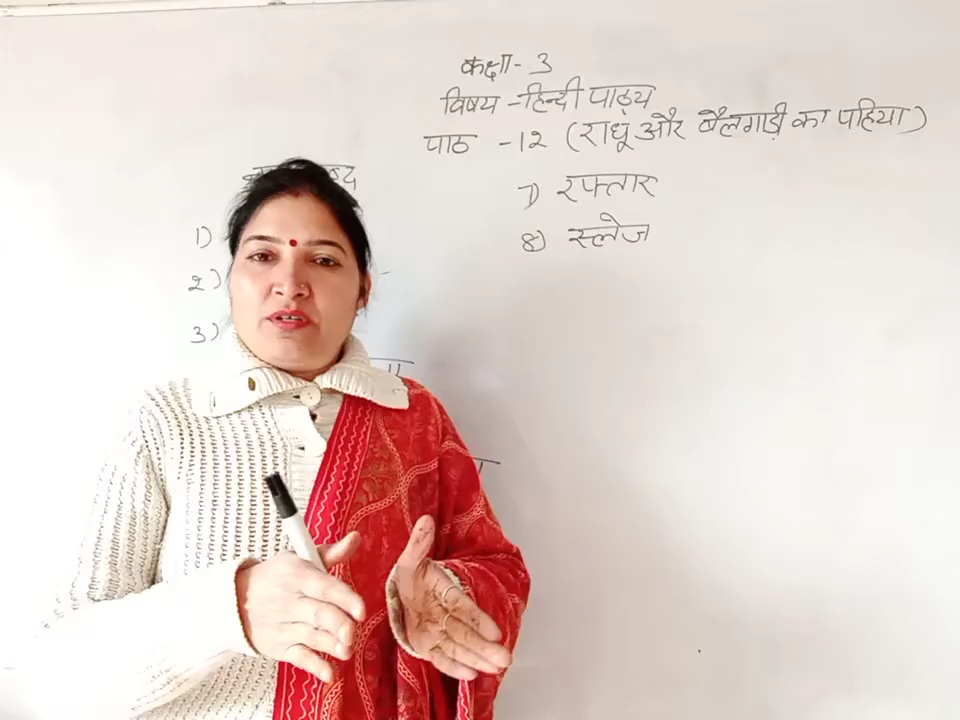 कक्षा - 3
विषय - हिन्दी पाठ्य
पाठ - 12 (राधू और बैलगाड़ी का पहिया)
1)
2)
3)
7) रफ्तार
8) स्लेज